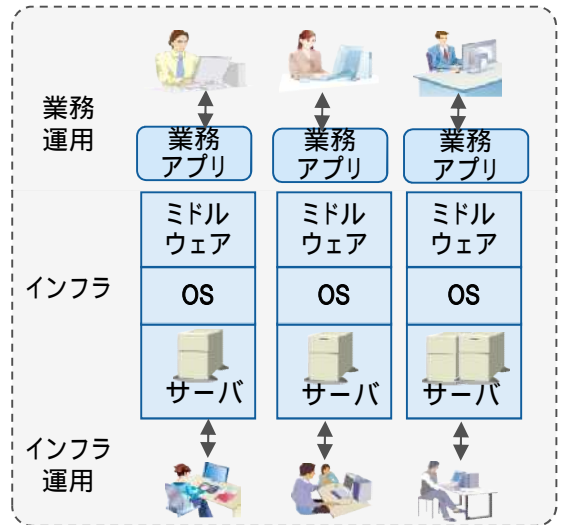 業務
運用
業務
アプリ
業務
アプリ
業務
アプリ
インフラ
ミドル
ウェア
ミドル
ウェア
ミドル
ウェア
OS
OS
OS
サーバ
サーバ
サーバ
インフラ
運用